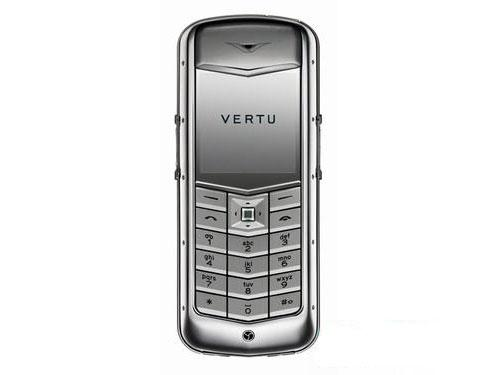 VERTU
qo
1
abc
2
def
3
ghi
4
jkl
5
mno
6
pqrs
7
tuv
8
wxyz
9
*
0
#o